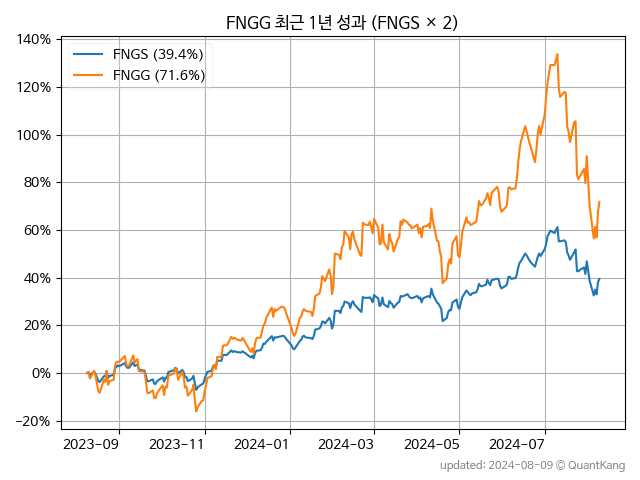 FNGG 최근 1년 성과 (FNGS × 2)
140%
120%
100%
80%
60%
40%
20%
0%
−20%
FNGS (39.4%)
FNGG (71.6%)
2023-09 2023-11 2024-01 2024-03 2024-05 2024-07
updated: 2024-08-09 © QuantKang